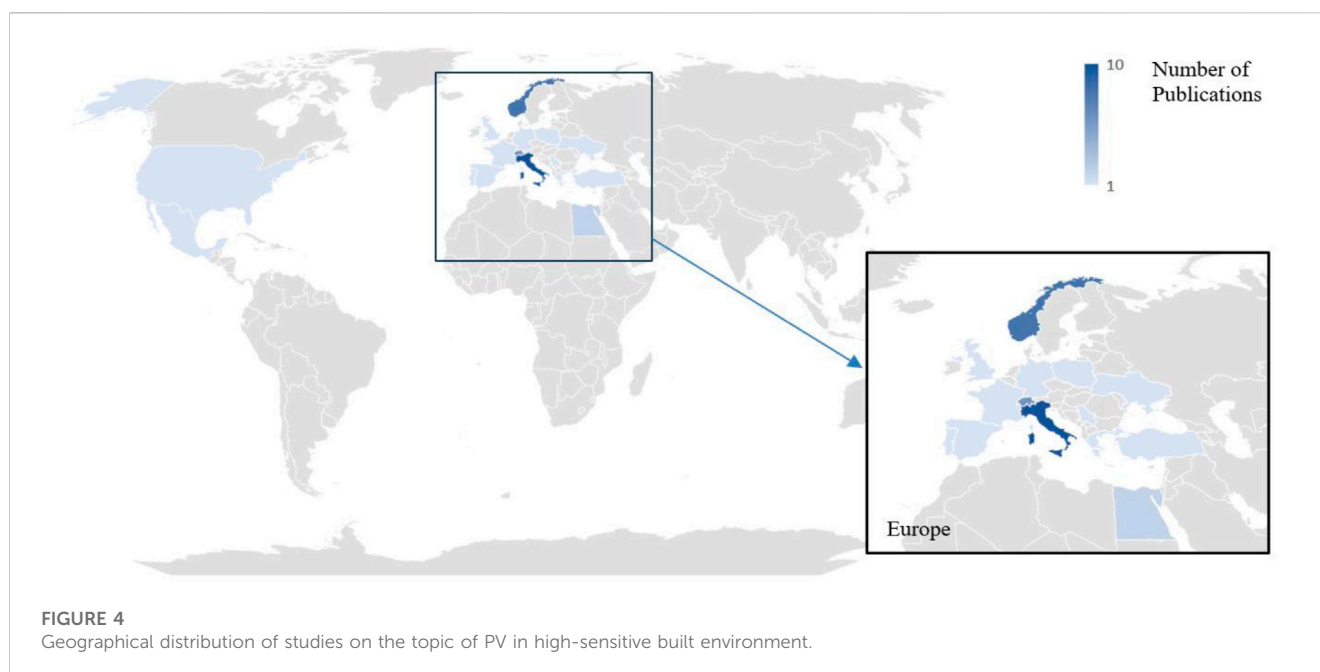 10
1
Number of
Publications
Europe
FIGURE 4
Geographical distribution of studies on the topic of PV in high-sensitive built environment.